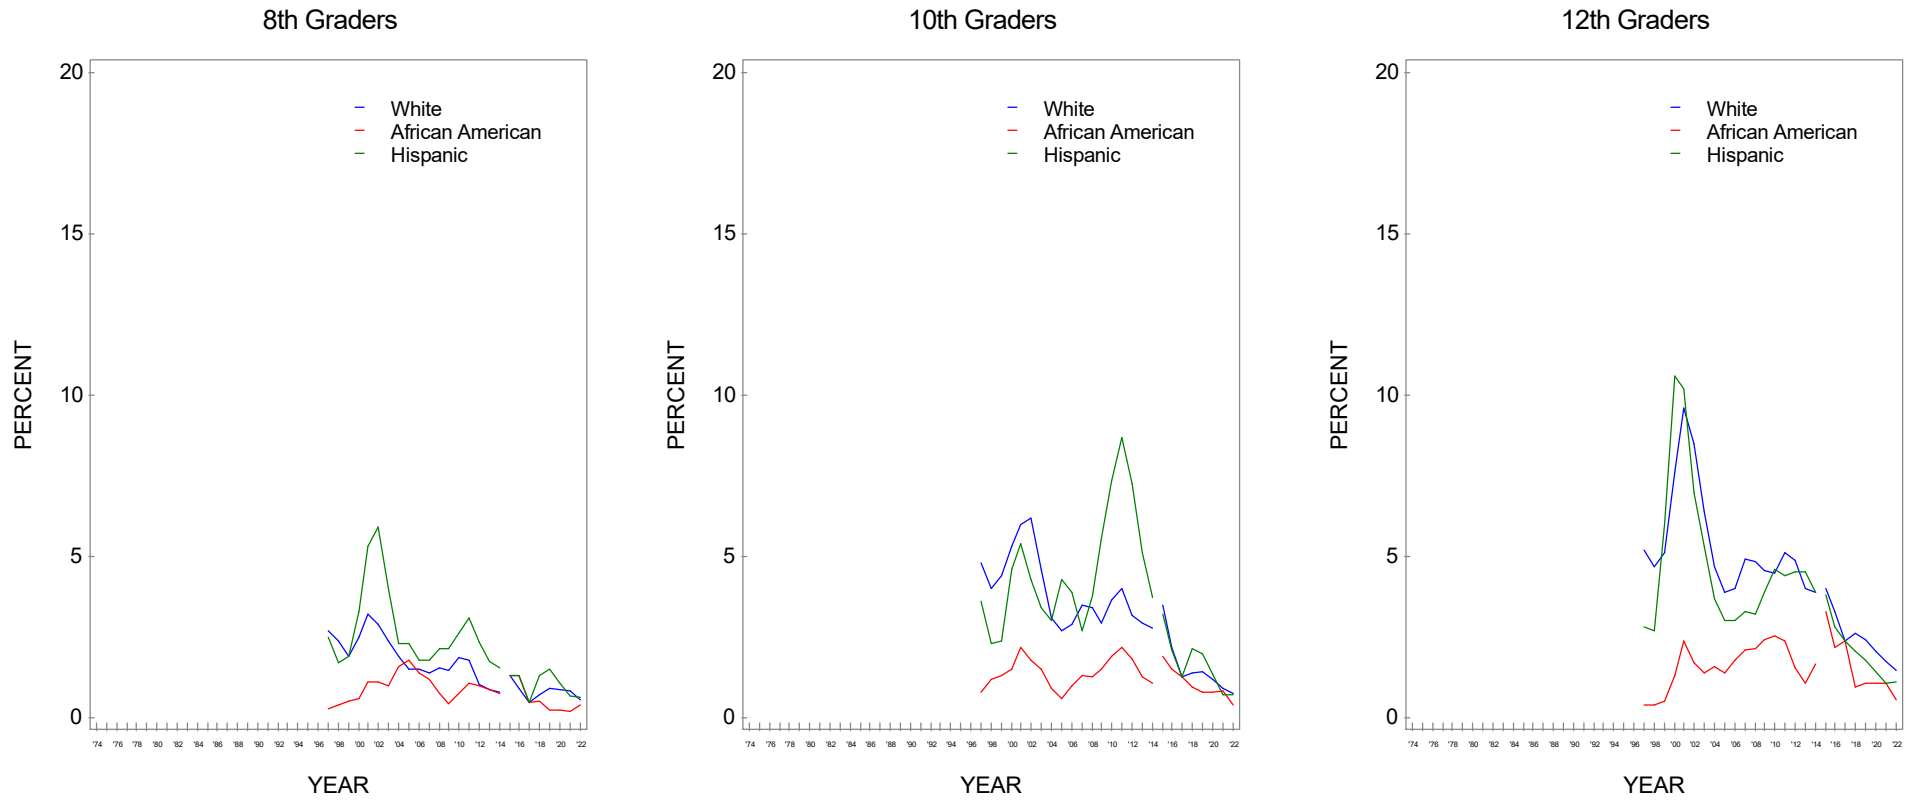 8th Graders
20
15
10
5
0
PERCENT
White
African American
Hispanic
'74 '76 '78 '80 '82 '84 '86 '88 '90 '92 '94 '96 '98 '00 '02 '04 '06 '08 '10 '12 '14 '16 '18 '20 '22
YEAR
10th Graders
20
15
10
5
0
PERCENT
White
African American
Hispanic
'74 '76 '78 '80 '82 '84 '86 '88 '90 '92 '94 '96 '98 '00 '02 '04 '06 '08 '10 '12 '14 '16 '18 '20 '22
YEAR
12th Graders
20
15
10
5
0
PERCENT
White
African American
Hispanic
'74 '76 '78 '80 '82 '84 '86 '88 '90 '92 '94 '96 '98 '00 '02 '04 '06 '08 '10 '12 '14 '16 '18 '20 '22
YEAR